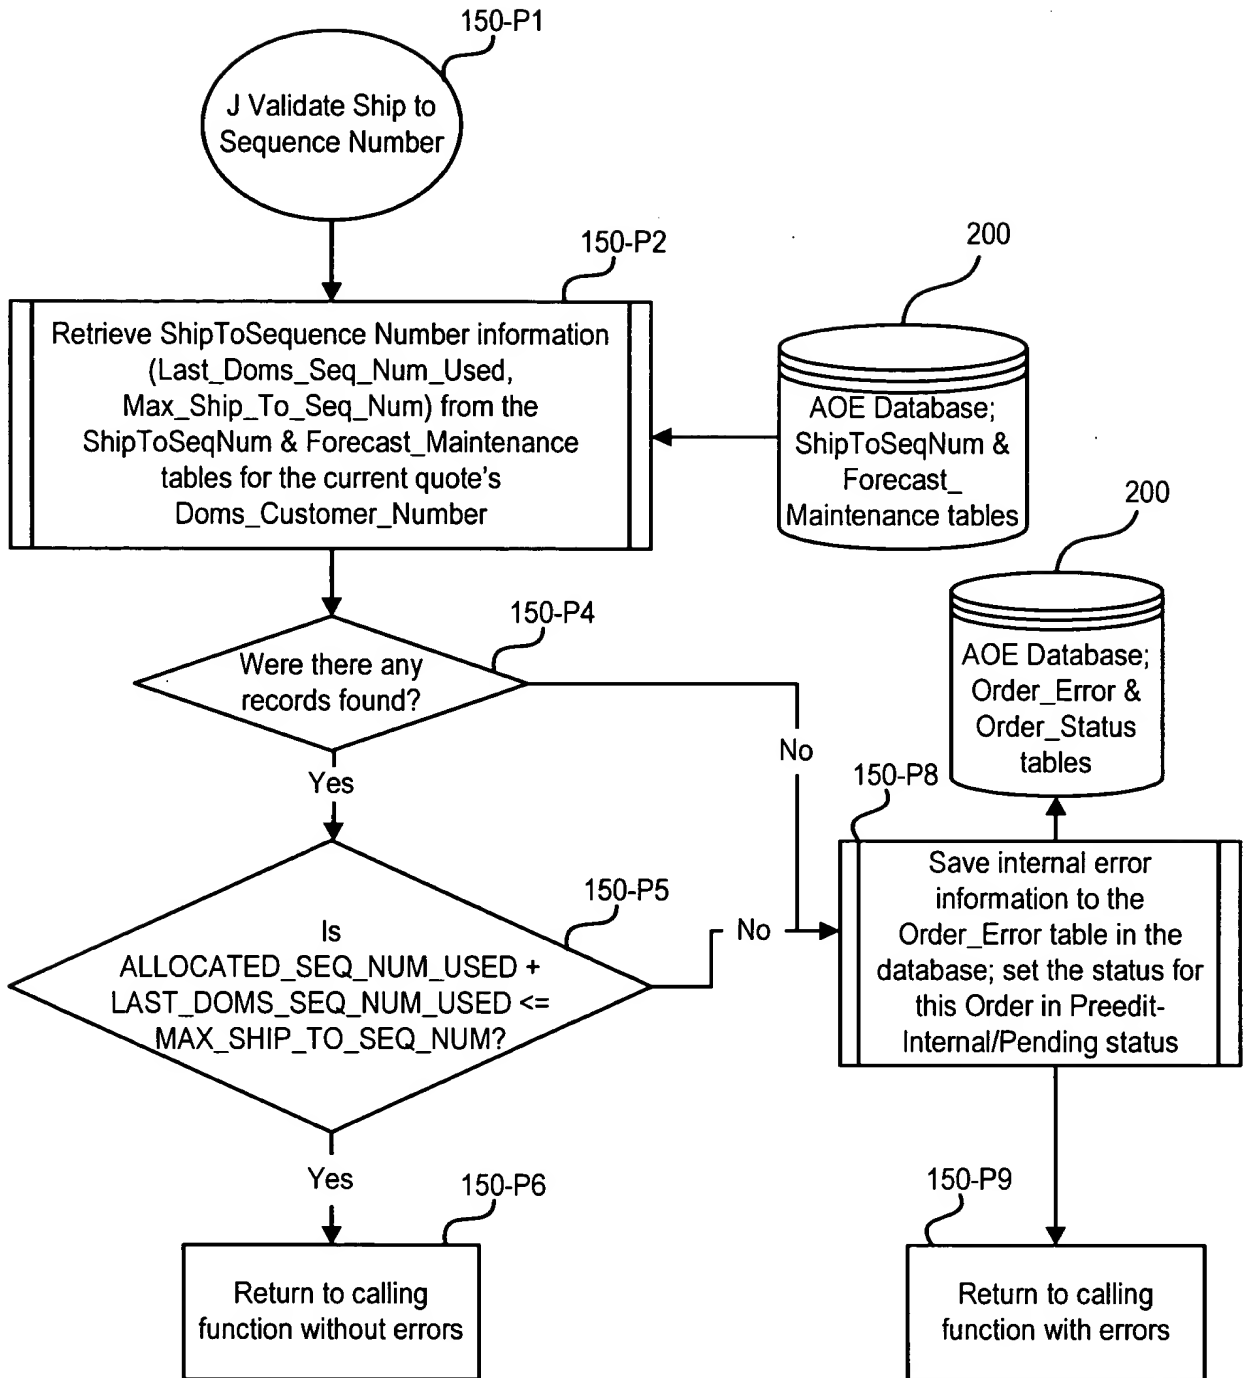 150-P1
J Validate Ship to
Sequence Number
150-P2
Retrieve ShipToSequence Number information
(Last_Doms_Seq_Num_Used,
Max_Ship_To_Seq_Num) from the
ShipToSeqNum & Forecast_Maintenance
tables for the current quote's
Doms_Customer_Number
200
AOE Database;
ShipToSeqNum &
Forecast_
Maintenance tables
200
AOE Database;
Order_Error &
Order_Status
tables
150-P4
Were there any
records found?
No
Yes
150-P5
Is
ALLOCATED_SEQ_NUM_USED +
LAST_DOMS_SEQ_NUM_USED <=
MAX_SHIP_TO_SEQ_NUM?
No
150-P8
Save internal error
information to the
Order_Error table in the
database; set the status for
this Order in Preedit-
Internal/Pending status
Yes
150-P6
Return to calling
function without errors
150-P9
Return to calling
function with errors